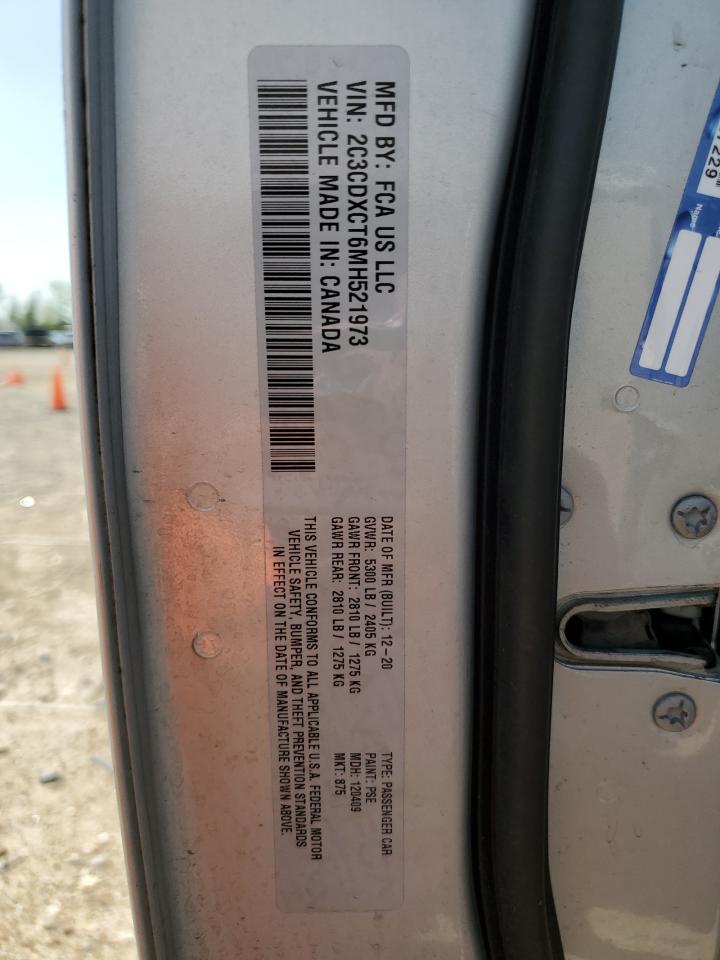 MFD BY: FCA US LLC
VIN: 2C3CDXCT6MH521973
VEHICLE MADE IN: CANADA
DATE OF MFR (BUILT): 12-20
GVWR: 5300 LB / 2405 KG
GAWR FRONT: 2810 LB / 1275 KG
GAWR REAR: 2810 LB / 1275 KG
THIS VEHICLE CONFORMS TO ALL APPLICABLE U.S.A. FEDERAL MOTOR
VEHICLE SAFETY, BUMPER, AND THEFT PREVENTION STANDARDS
IN EFFECT ON THE DATE OF MANUFACTURE SHOWN ABOVE.
TYPE: PASSENGER CAR
PAINT: PSE
MDH: 120409
MKT: 875
7229
Name